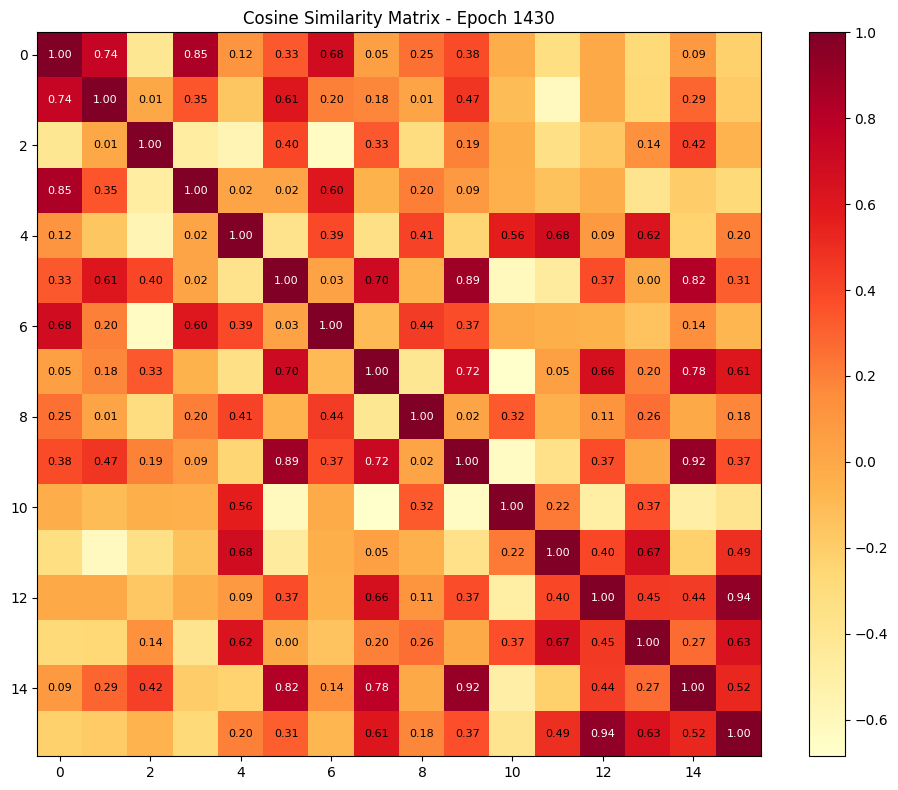 Cosine Similarity Matrix - Epoch 1430
0 1.00 0.74 0.85 0.12 0.33 0.68 0.05 0.25 0.38 0.09
0.74 1.00 0.01 0.35 0.61 0.20 0.18 0.01 0.47 0.29
2 0.01 1.00 0.40 0.33 0.19 0.14 0.42
0.85 0.35 1.00 0.02 0.02 0.60 0.20 0.09
4 0.12 0.02 1.00 0.39 0.41 0.56 0.68 0.09 0.62 0.20
0.33 0.61 0.40 0.02 1.00 0.03 0.70 0.89 0.37 0.00 0.82 0.31
6 0.68 0.20 0.60 0.39 0.03 1.00 0.44 0.37 0.14
0.05 0.18 0.33 0.70 1.00 0.72 0.05 0.66 0.20 0.78 0.61
8 0.25 0.01 0.20 0.41 0.44 1.00 0.02 0.32 0.11 0.26 0.18
0.38 0.47 0.19 0.09 0.89 0.37 0.72 0.02 1.00 0.37 0.92 0.37
10 0.56 0.32 1.00 0.22 0.37
0.68 0.05 0.22 1.00 0.40 0.67 0.49
12 0.09 0.37 0.66 0.11 0.37 0.40 1.00 0.45 0.44 0.94
0.14 0.62 0.00 0.20 0.26 0.37 0.67 0.45 1.00 0.27 0.63
14 0.09 0.29 0.42 0.82 0.14 0.78 0.92 0.44 0.27 1.00 0.52
0.20 0.31 0.61 0.18 0.37 0.49 0.94 0.63 0.52 1.00
0 2 4 6 8 10 12 14
1.0
0.8
0.6
0.4
0.2
0.0
−0.2
−0.4
−0.6